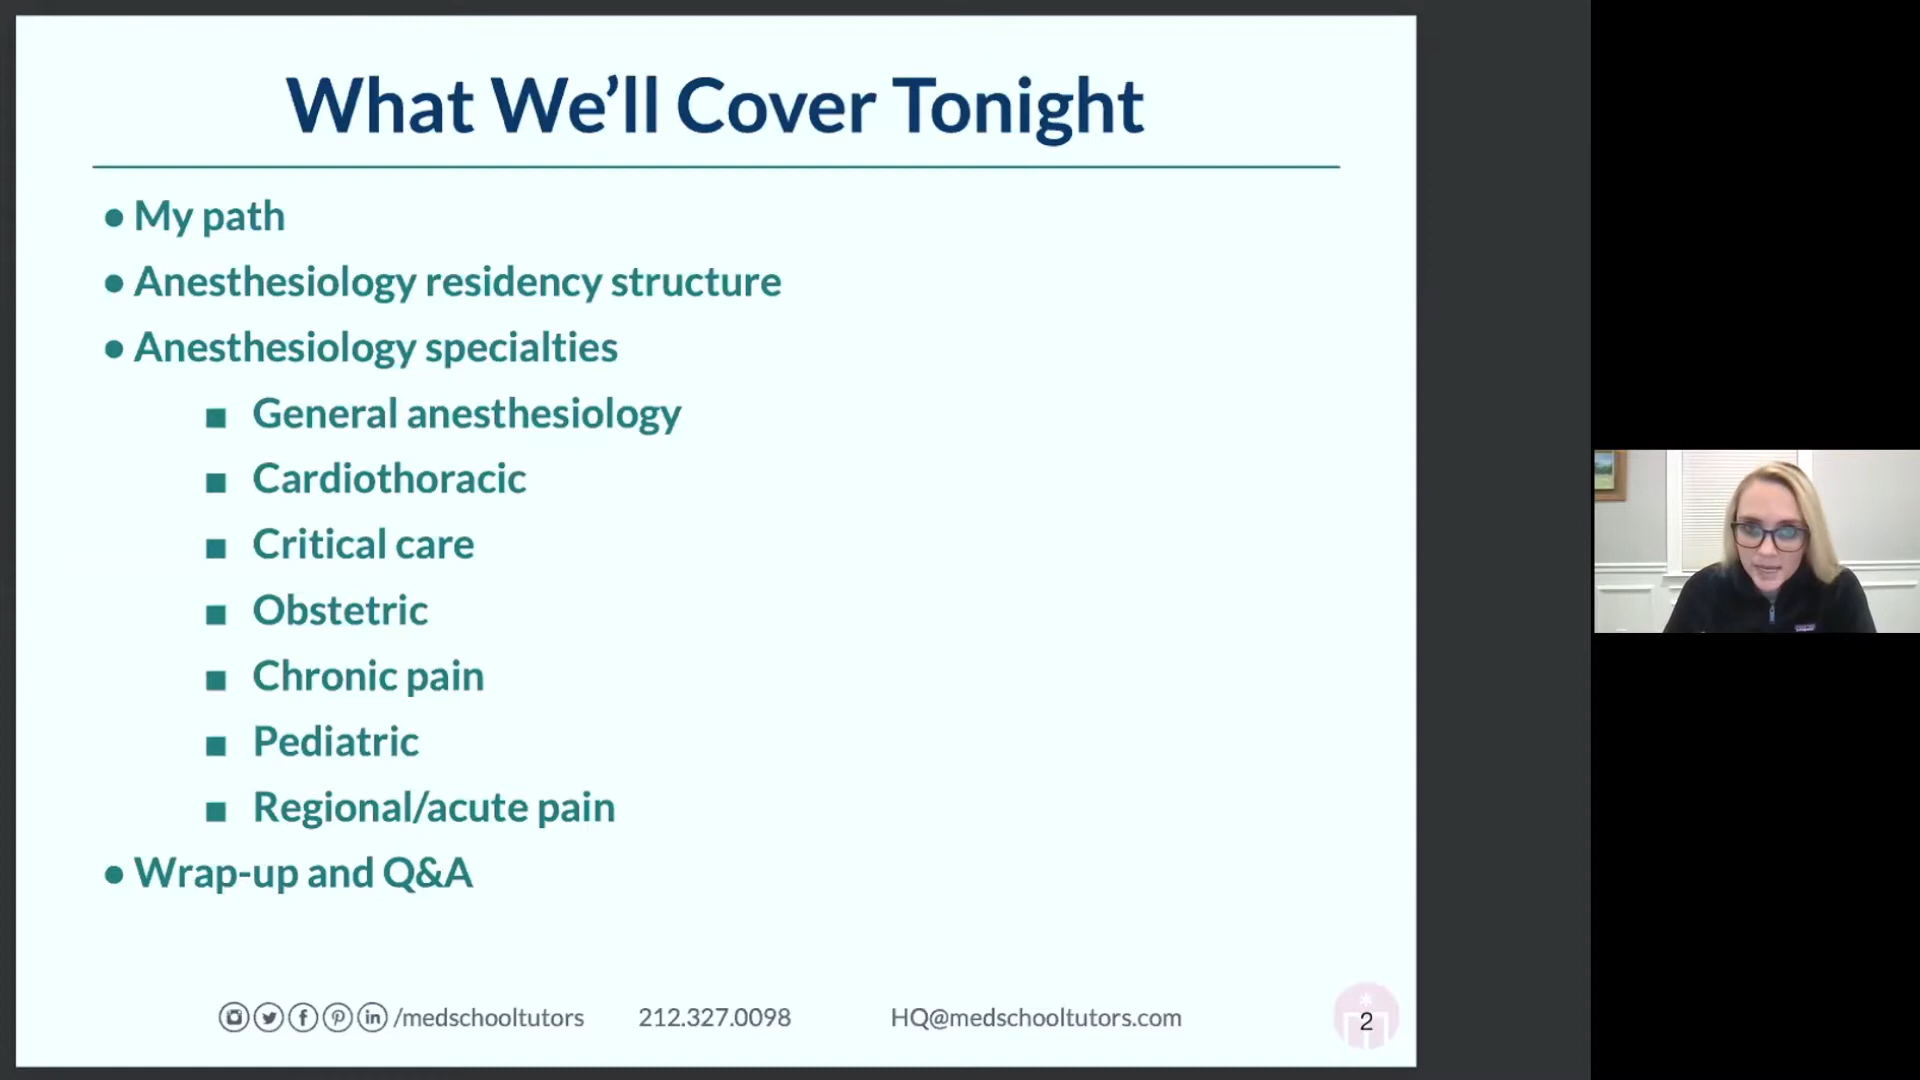 What We’ll Cover Tonight
● My path
● Anesthesiology residency structure
● Anesthesiology specialties
■ General anesthesiology
■ Cardiothoracic
■ Critical care
■ Obstetric
■ Chronic pain
■ Pediatric
■ Regional/acute pain
● Wrap-up and Q&A
/medschooltutors 212.327.0098 HQ@medschooltutors.com 2